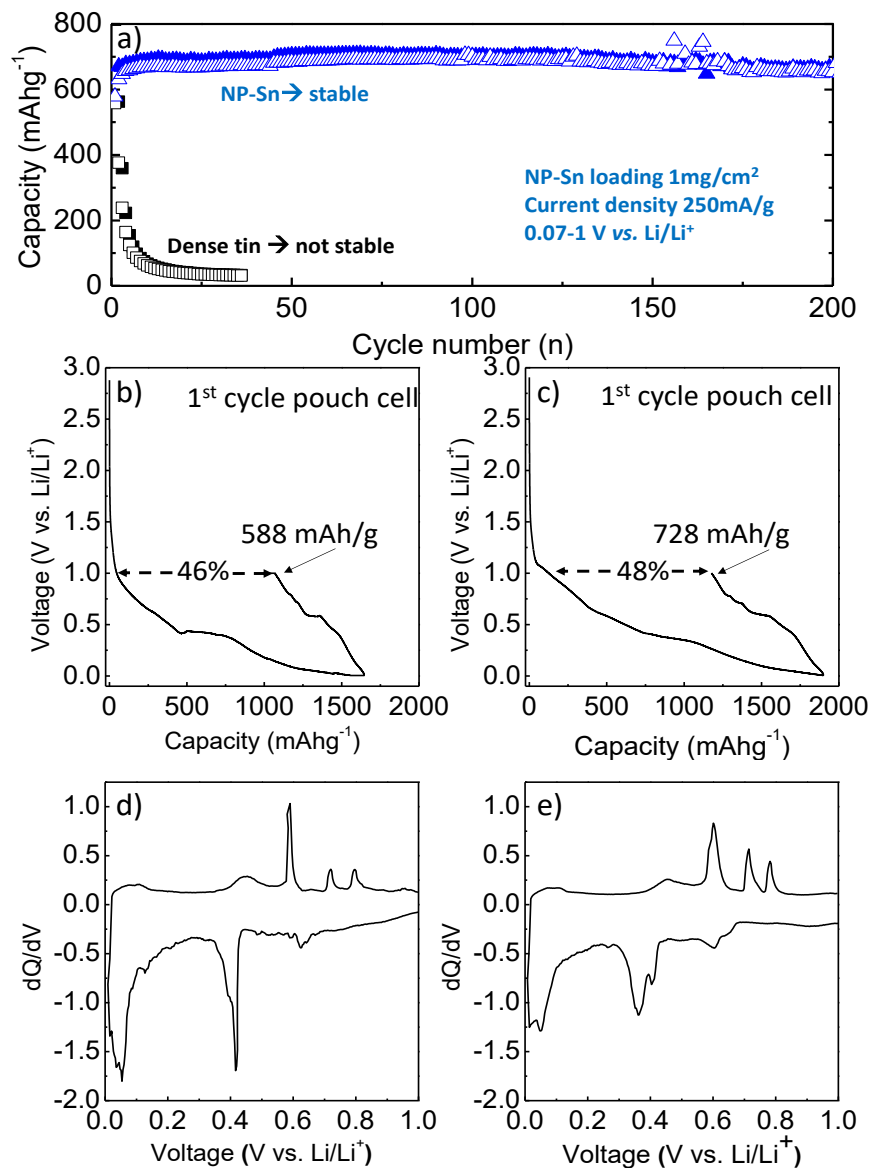 a)
Capacity (mAhg⁻¹)
800
600
400
200
0
NP-Sn→ stable
NP-Sn loading 1mg/cm²
Current density 250mA/g
0.07-1 V vs. Li/Li⁺
Dense tin → not stable
0 50 100 150 200
Cycle number (n)
b)
1st cycle pouch cell
Voltage (V vs. Li/Li⁺)
3.0
2.5
2.0
1.5
1.0
0.5
0.0
588 mAh/g
46%
0 500 1000 1500 2000
Capacity (mAhg⁻¹)
c)
1st cycle pouch cell
Voltage (V vs. Li/Li⁺)
3.0
2.5
2.0
1.5
1.0
0.5
0.0
728 mAh/g
48%
0 500 1000 1500 2000
Capacity (mAhg⁻¹)
d)
dQ/dV
1.0
0.5
0.0
-0.5
-1.0
-1.5
-2.0
0.0 0.2 0.4 0.6 0.8 1.0
Voltage (V vs. Li/Li⁺)
e)
dQ/dV
1.0
0.5
0.0
-0.5
-1.0
-1.5
-2.0
0.0 0.2 0.4 0.6 0.8 1.0
Voltage (V vs. Li/Li⁺)